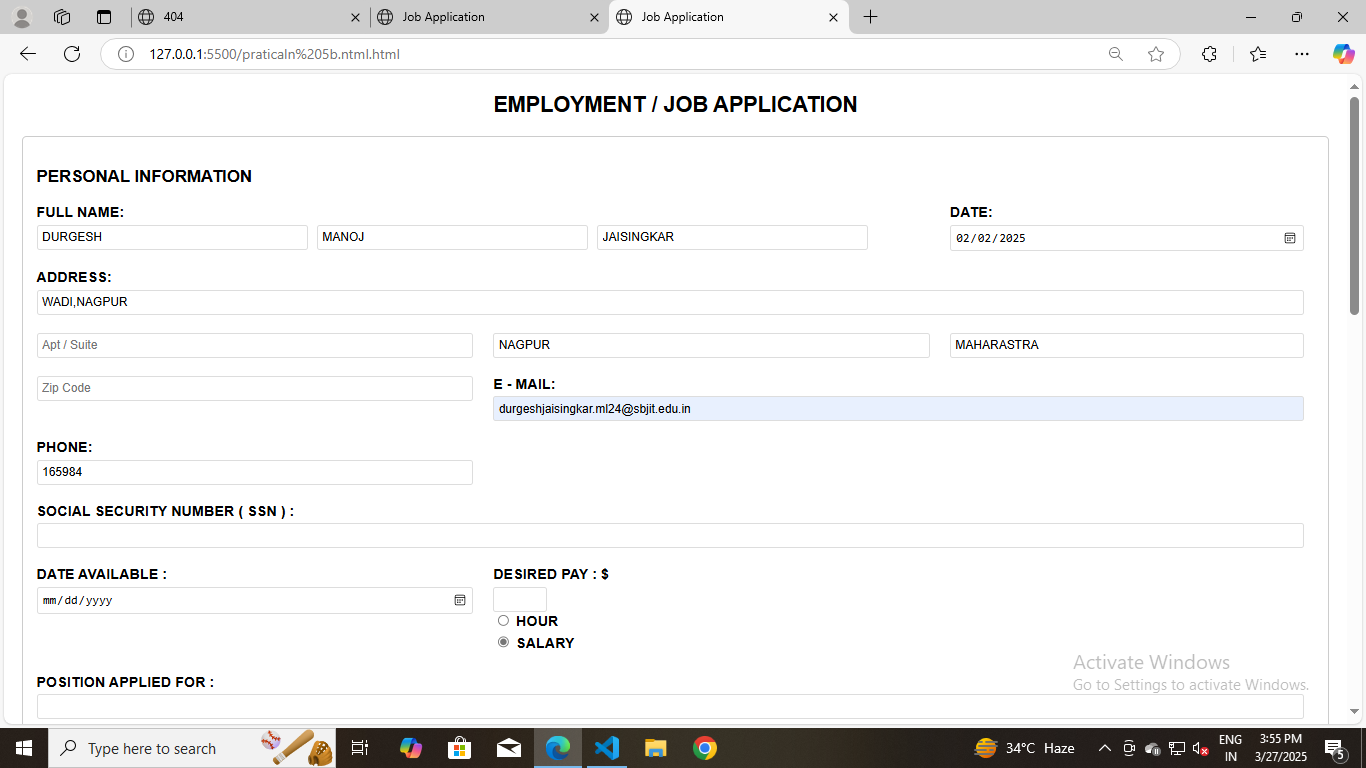 404
Job Application
Job Application
127.0.0.1:5500/praticaln%205b.ntml.html
EMPLOYMENT / JOB APPLICATION
PERSONAL INFORMATION
FULL NAME: DATE:
DURGESH MANOJ JAISINGKAR 02/02/2025
ADDRESS:
WADI,NAGPUR
Apt / Suite NAGPUR MAHARASTRA
Zip Code E - MAIL:
durgeshjaisingkar.ml24@sbjit.edu.in
PHONE:
165984
SOCIAL SECURITY NUMBER ( SSN ) :
DATE AVAILABLE : DESIRED PAY : $
mm/dd/yyyy
HOUR
SALARY
Activate Windows
Go to Settings to activate Windows.
POSITION APPLIED FOR :
Type here to search 34°C Haze ENG 3:55 PM
IN 3/27/2025 5